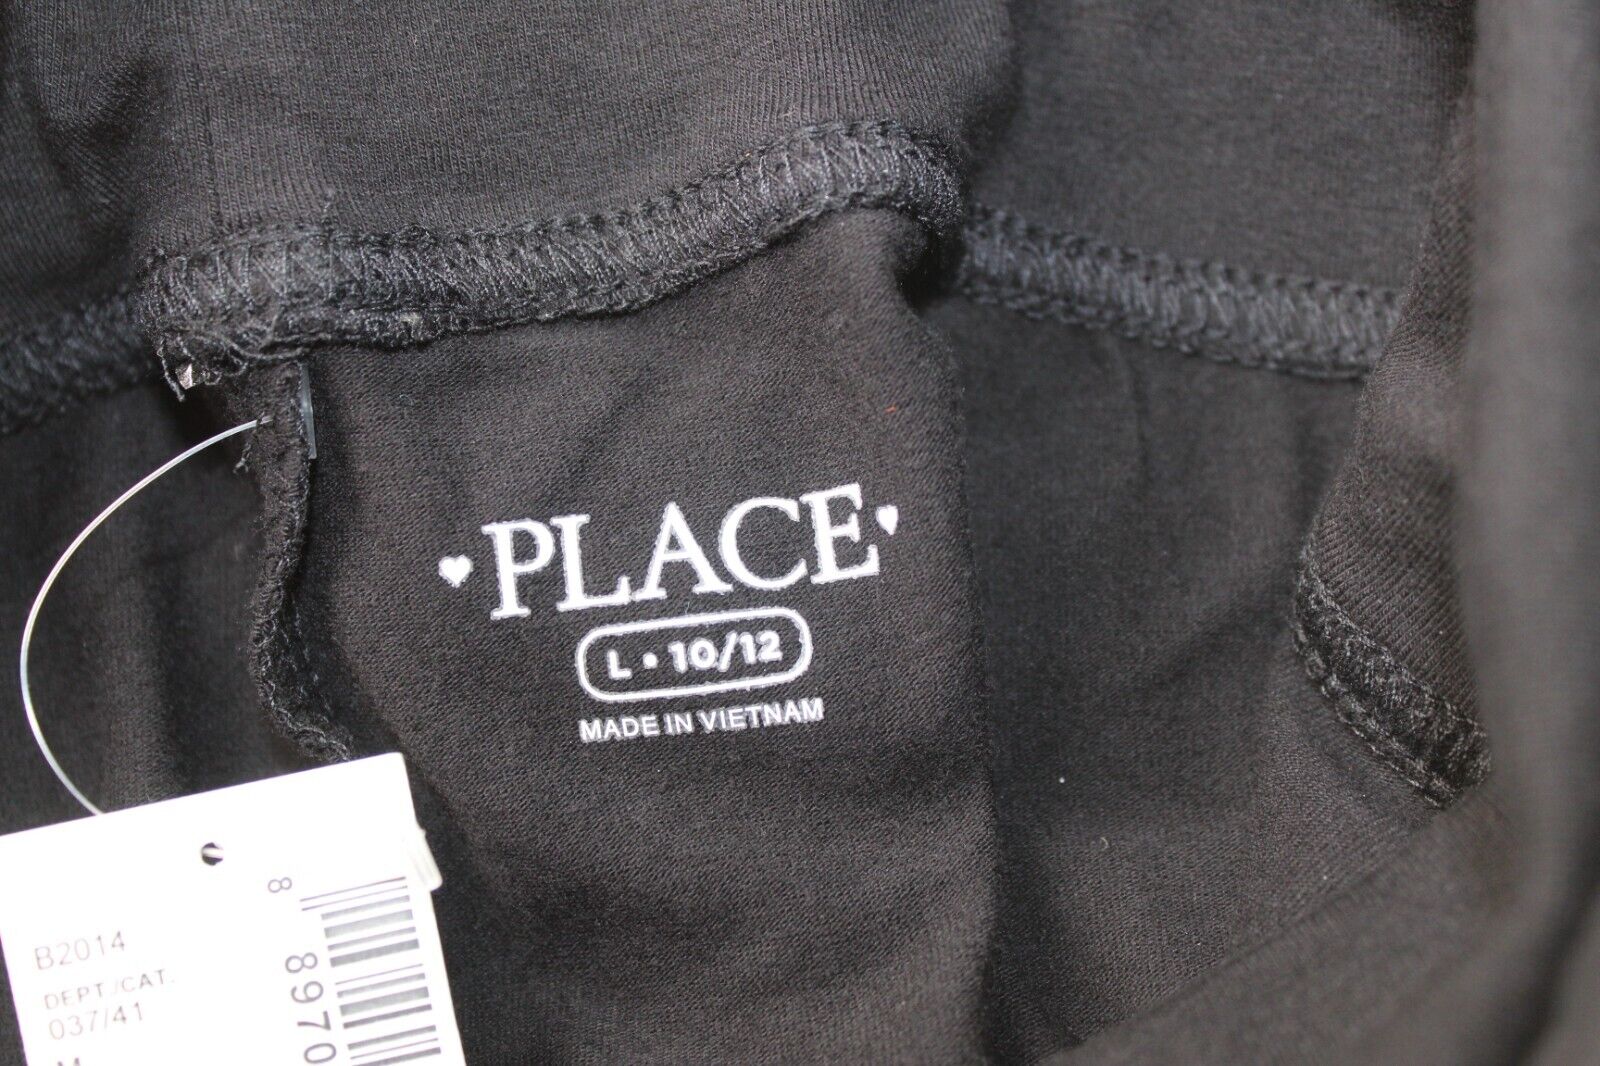 PLACE
L • 10/12
MADE IN VIETNAM
B2014
DEPT./CAT.
037/41
8 8970